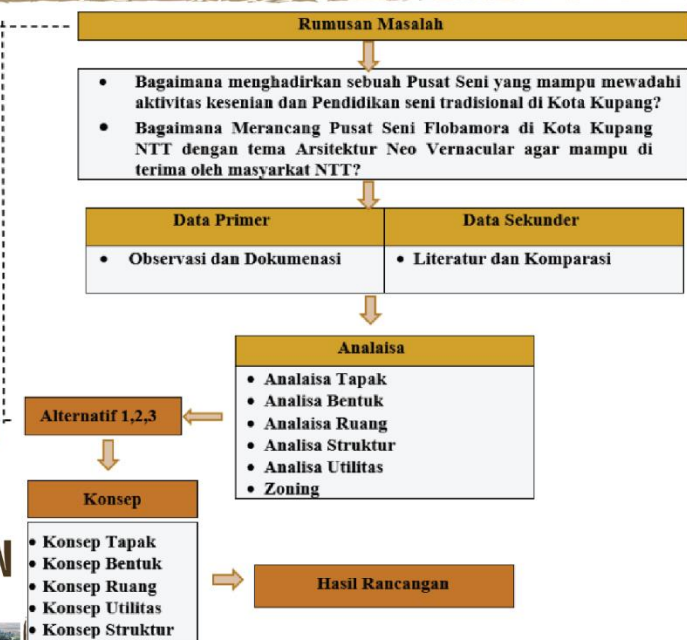 Rumusan Masalah
• Bagaimana menghadirkan sebuah Pusat Seni yang mampu mewadahi
aktivitas kesenian dan Pendidikan seni tradisional di Kota Kupang?
• Bagaimana Merancang Pusat Seni Flobamora di Kota Kupang
NTT dengan tema Arsitektur Neo Vernacular agar mampu di
terima oleh masyarkat NTT?
Data Primer
• Observasi dan Dokumenasi
Data Sekunder
• Literatur dan Komparasi
Analaisa
• Analaisa Tapak
• Analisa Bentuk
• Analaisa Ruang
• Analisa Struktur
• Analisa Utilitas
• Zoning
Alternatif 1,2,3
Konsep
• Konsep Tapak
• Konsep Bentuk
• Konsep Ruang
• Konsep Utilitas
• Konsep Struktur
Hasil Rancangan
N